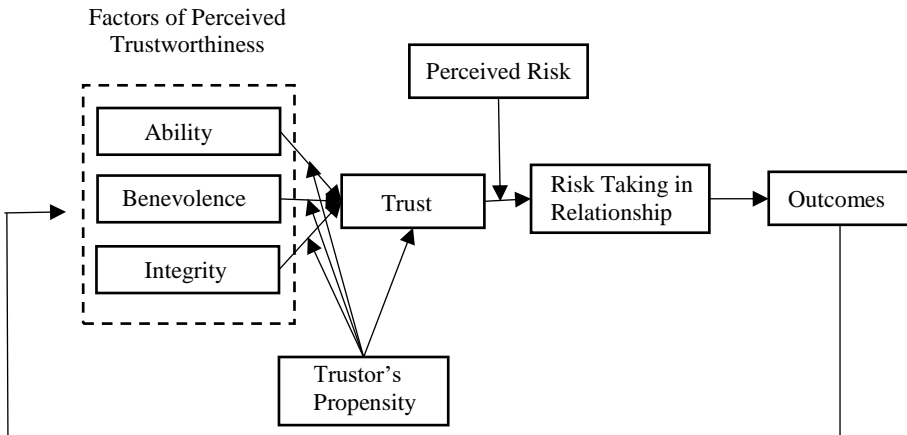 Factors of Perceived
Trustworthiness
Perceived Risk
Ability
Benevolence
Integrity
Trust
Risk Taking in
Relationship
Outcomes
Trustor’s
Propensity